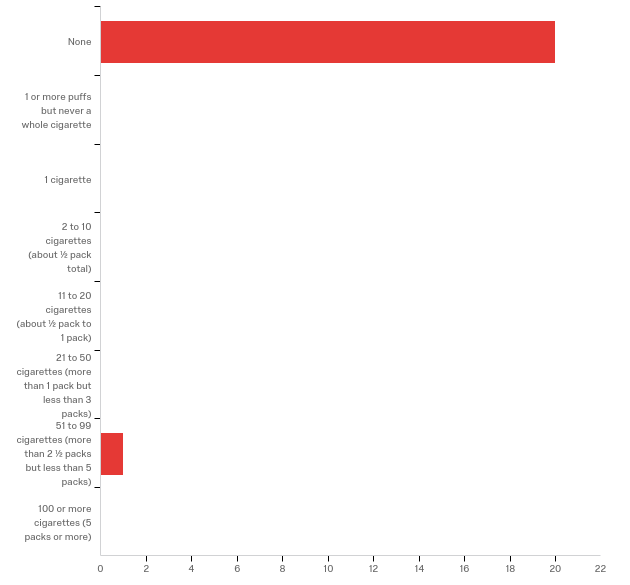 None
1 or more puffs
but never a
whole cigarette
1 cigarette
2 to 10
cigarettes
(about ½ pack
total)
11 to 20
cigarettes
(about ½ pack to
1 pack)
21 to 50
cigarettes (more
than 1 pack but
less than 3
packs)
51 to 99
cigarettes (more
than 2 ½ packs
but less than 5
packs)
100 or more
cigarettes (5
packs or more)
0 2 4 6 8 10 12 14 16 18 20 22